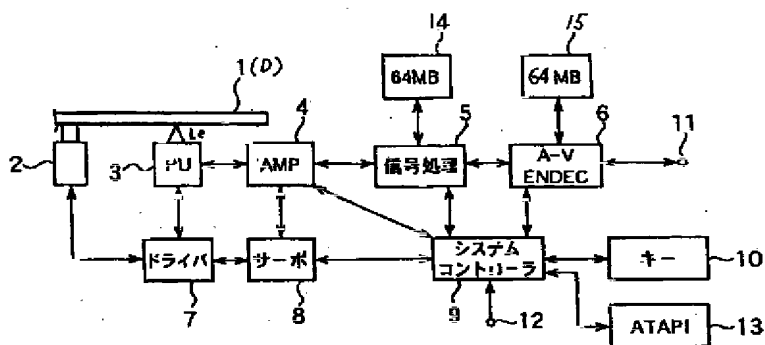 14
15
64MB
64MB
1(D)
4
5
6
11
Le
2
3
PU
AMP
信号処理
A-V
ENDEC
ドライバ
サーボ
システム
コントローラ
キー
10
7
8
9
12
ATAPI
13